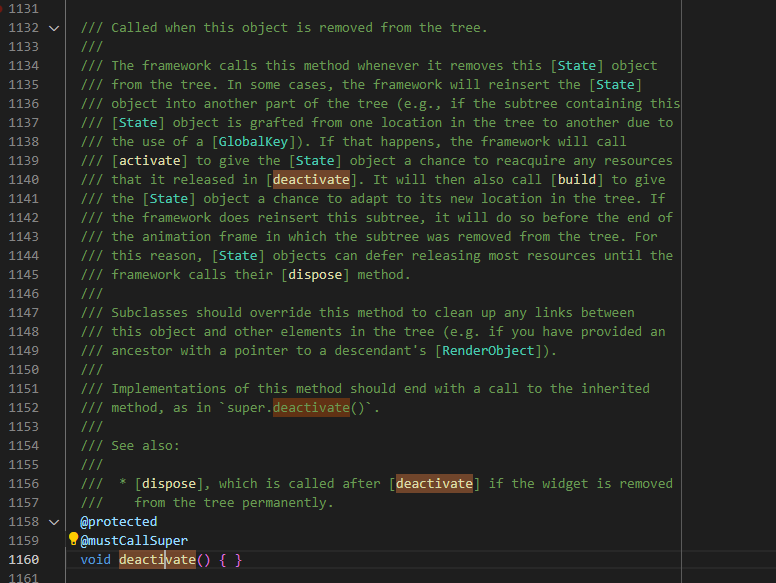 1131
1132 /// Called when this object is removed from the tree.
1133 ///
1134 /// The framework calls this method whenever it removes this [State] object
1135 /// from the tree. In some cases, the framework will reinsert the [State]
1136 /// object into another part of the tree (e.g., if the subtree containing this
1137 /// [State] object is grafted from one location in the tree to another due to
1138 /// the use of a [GlobalKey]). If that happens, the framework will call
1139 /// [activate] to give the [State] object a chance to reacquire any resources
1140 /// that it released in [deactivate]. It will then also call [build] to give
1141 /// the [State] object a chance to adapt to its new location in the tree. If
1142 /// the framework does reinsert this subtree, it will do so before the end of
1143 /// the animation frame in which the subtree was removed from the tree. For
1144 /// this reason, [State] objects can defer releasing most resources until the
1145 /// framework calls their [dispose] method.
1146 ///
1147 /// Subclasses should override this method to clean up any links between
1148 /// this object and other elements in the tree (e.g. if you have provided an
1149 /// ancestor with a pointer to a descendant's [RenderObject]).
1150 ///
1151 /// Implementations of this method should end with a call to the inherited
1152 /// method, as in `super.deactivate()`.
1153 ///
1154 /// See also:
1155 ///
1156 ///  * [dispose], which is called after [deactivate] if the widget is removed
1157 ///    from the tree permanently.
1158 @protected
1159 @mustCallSuper
1160 void deactivate() { }
1161